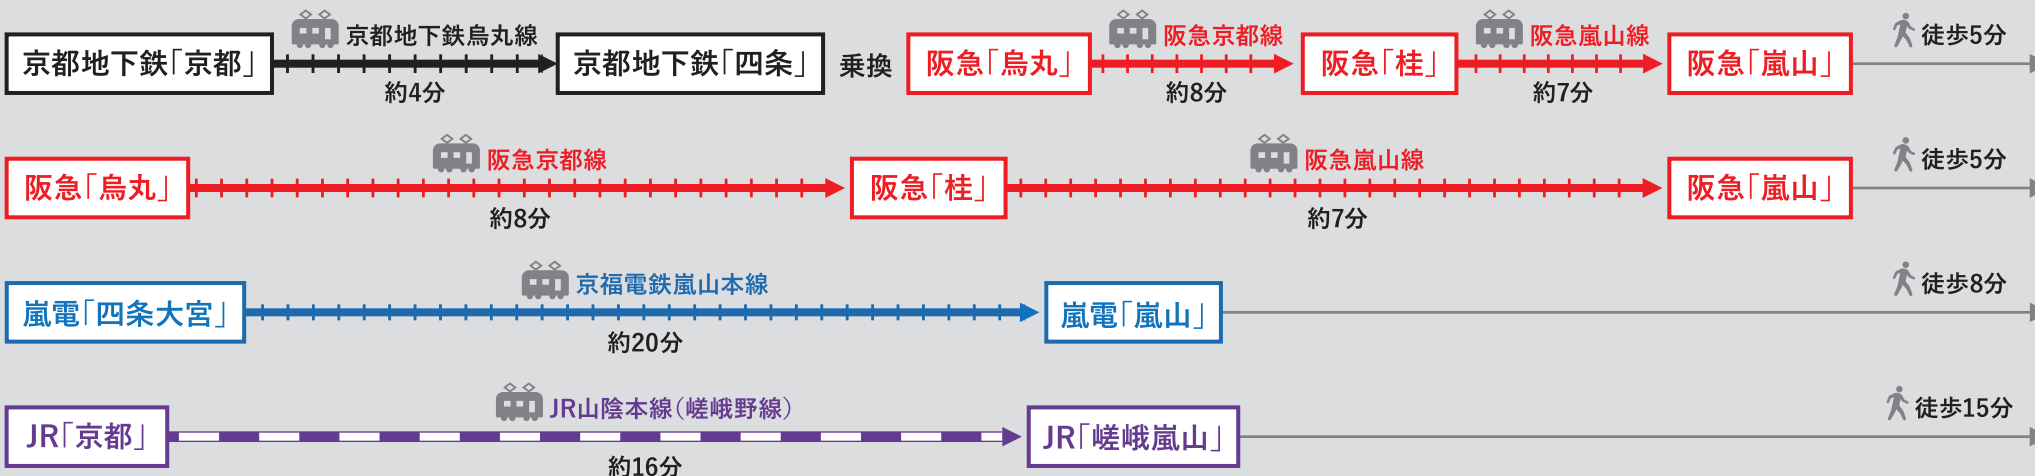 京都地下鉄烏丸線 阪急京都線 阪急嵐山線
京都地下鉄「京都」 京都地下鉄「四条」 乗換 阪急「烏丸」 阪急「桂」 阪急「嵐山」 徒歩5分
約4分 約8分 約7分
阪急京都線 阪急嵐山線
阪急「烏丸」 阪急「桂」 阪急「嵐山」 徒歩5分
約8分 約7分
京福電鉄嵐山本線
嵐電「四条大宮」 嵐電「嵐山」 徒歩8分
約20分
JR山陰本線(嵯峨野線)
JR「京都」 JR「嵯峨嵐山」 徒歩15分
約16分